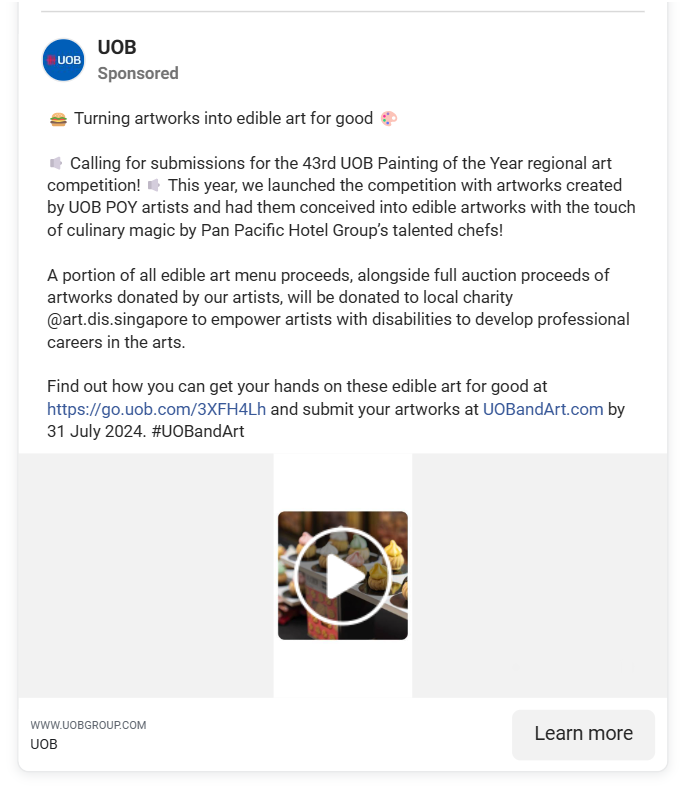 UOB
UOB
Sponsored
🍔 Turning artworks into edible art for good 🎨
📢 Calling for submissions for the 43rd UOB Painting of the Year regional art
competition! 📢 This year, we launched the competition with artworks created
by UOB POY artists and had them conceived into edible artworks with the touch
of culinary magic by Pan Pacific Hotel Group’s talented chefs!
A portion of all edible art menu proceeds, alongside full auction proceeds of
artworks donated by our artists, will be donated to local charity
@art.dis.singapore to empower artists with disabilities to develop professional
careers in the arts.
Find out how you can get your hands on these edible art for good at
https://go.uob.com/3XFH4Lh and submit your artworks at UOBandArt.com by
31 July 2024. #UOBandArt
WWW.UOBGROUP.COM
UOB
Learn more